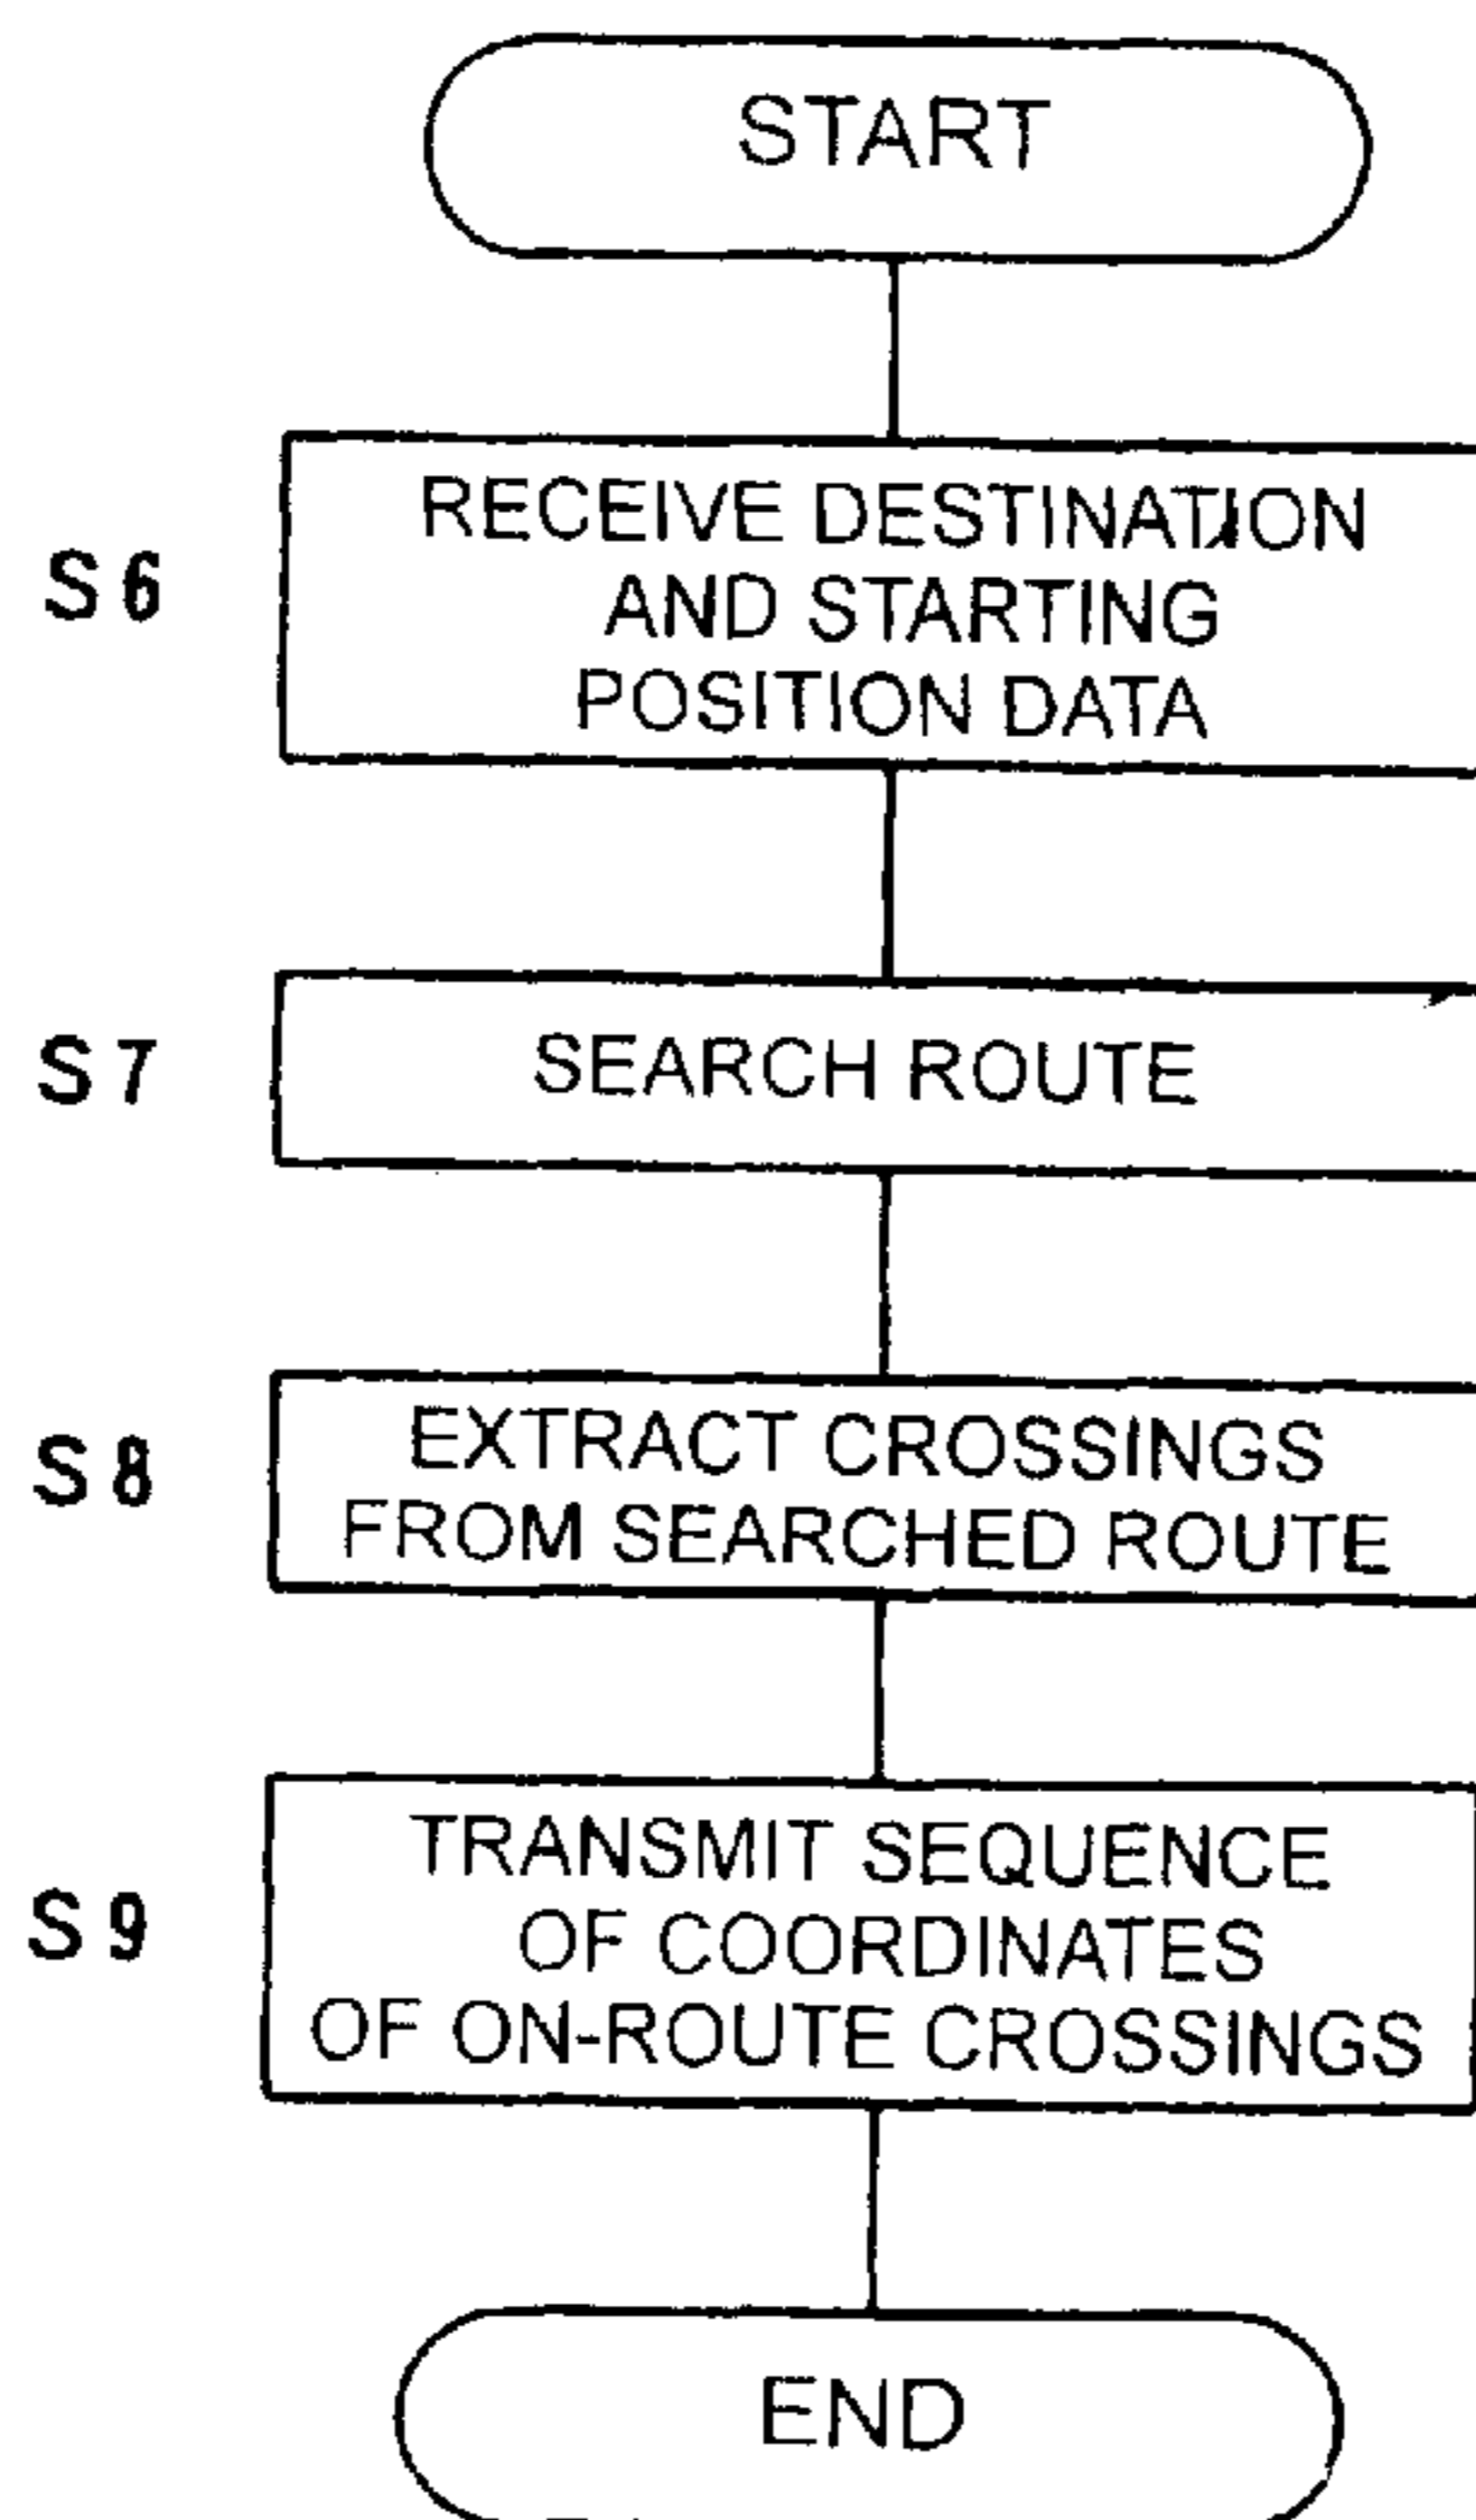 START
S6
RECEIVE DESTINATION
AND STARTING
POSITION DATA
S7
SEARCH ROUTE
S8
EXTRACT CROSSINGS
FROM SEARCHED ROUTE
S9
TRANSMIT SEQUENCE
OF COORDINATES
OF ON-ROUTE CROSSINGS
END